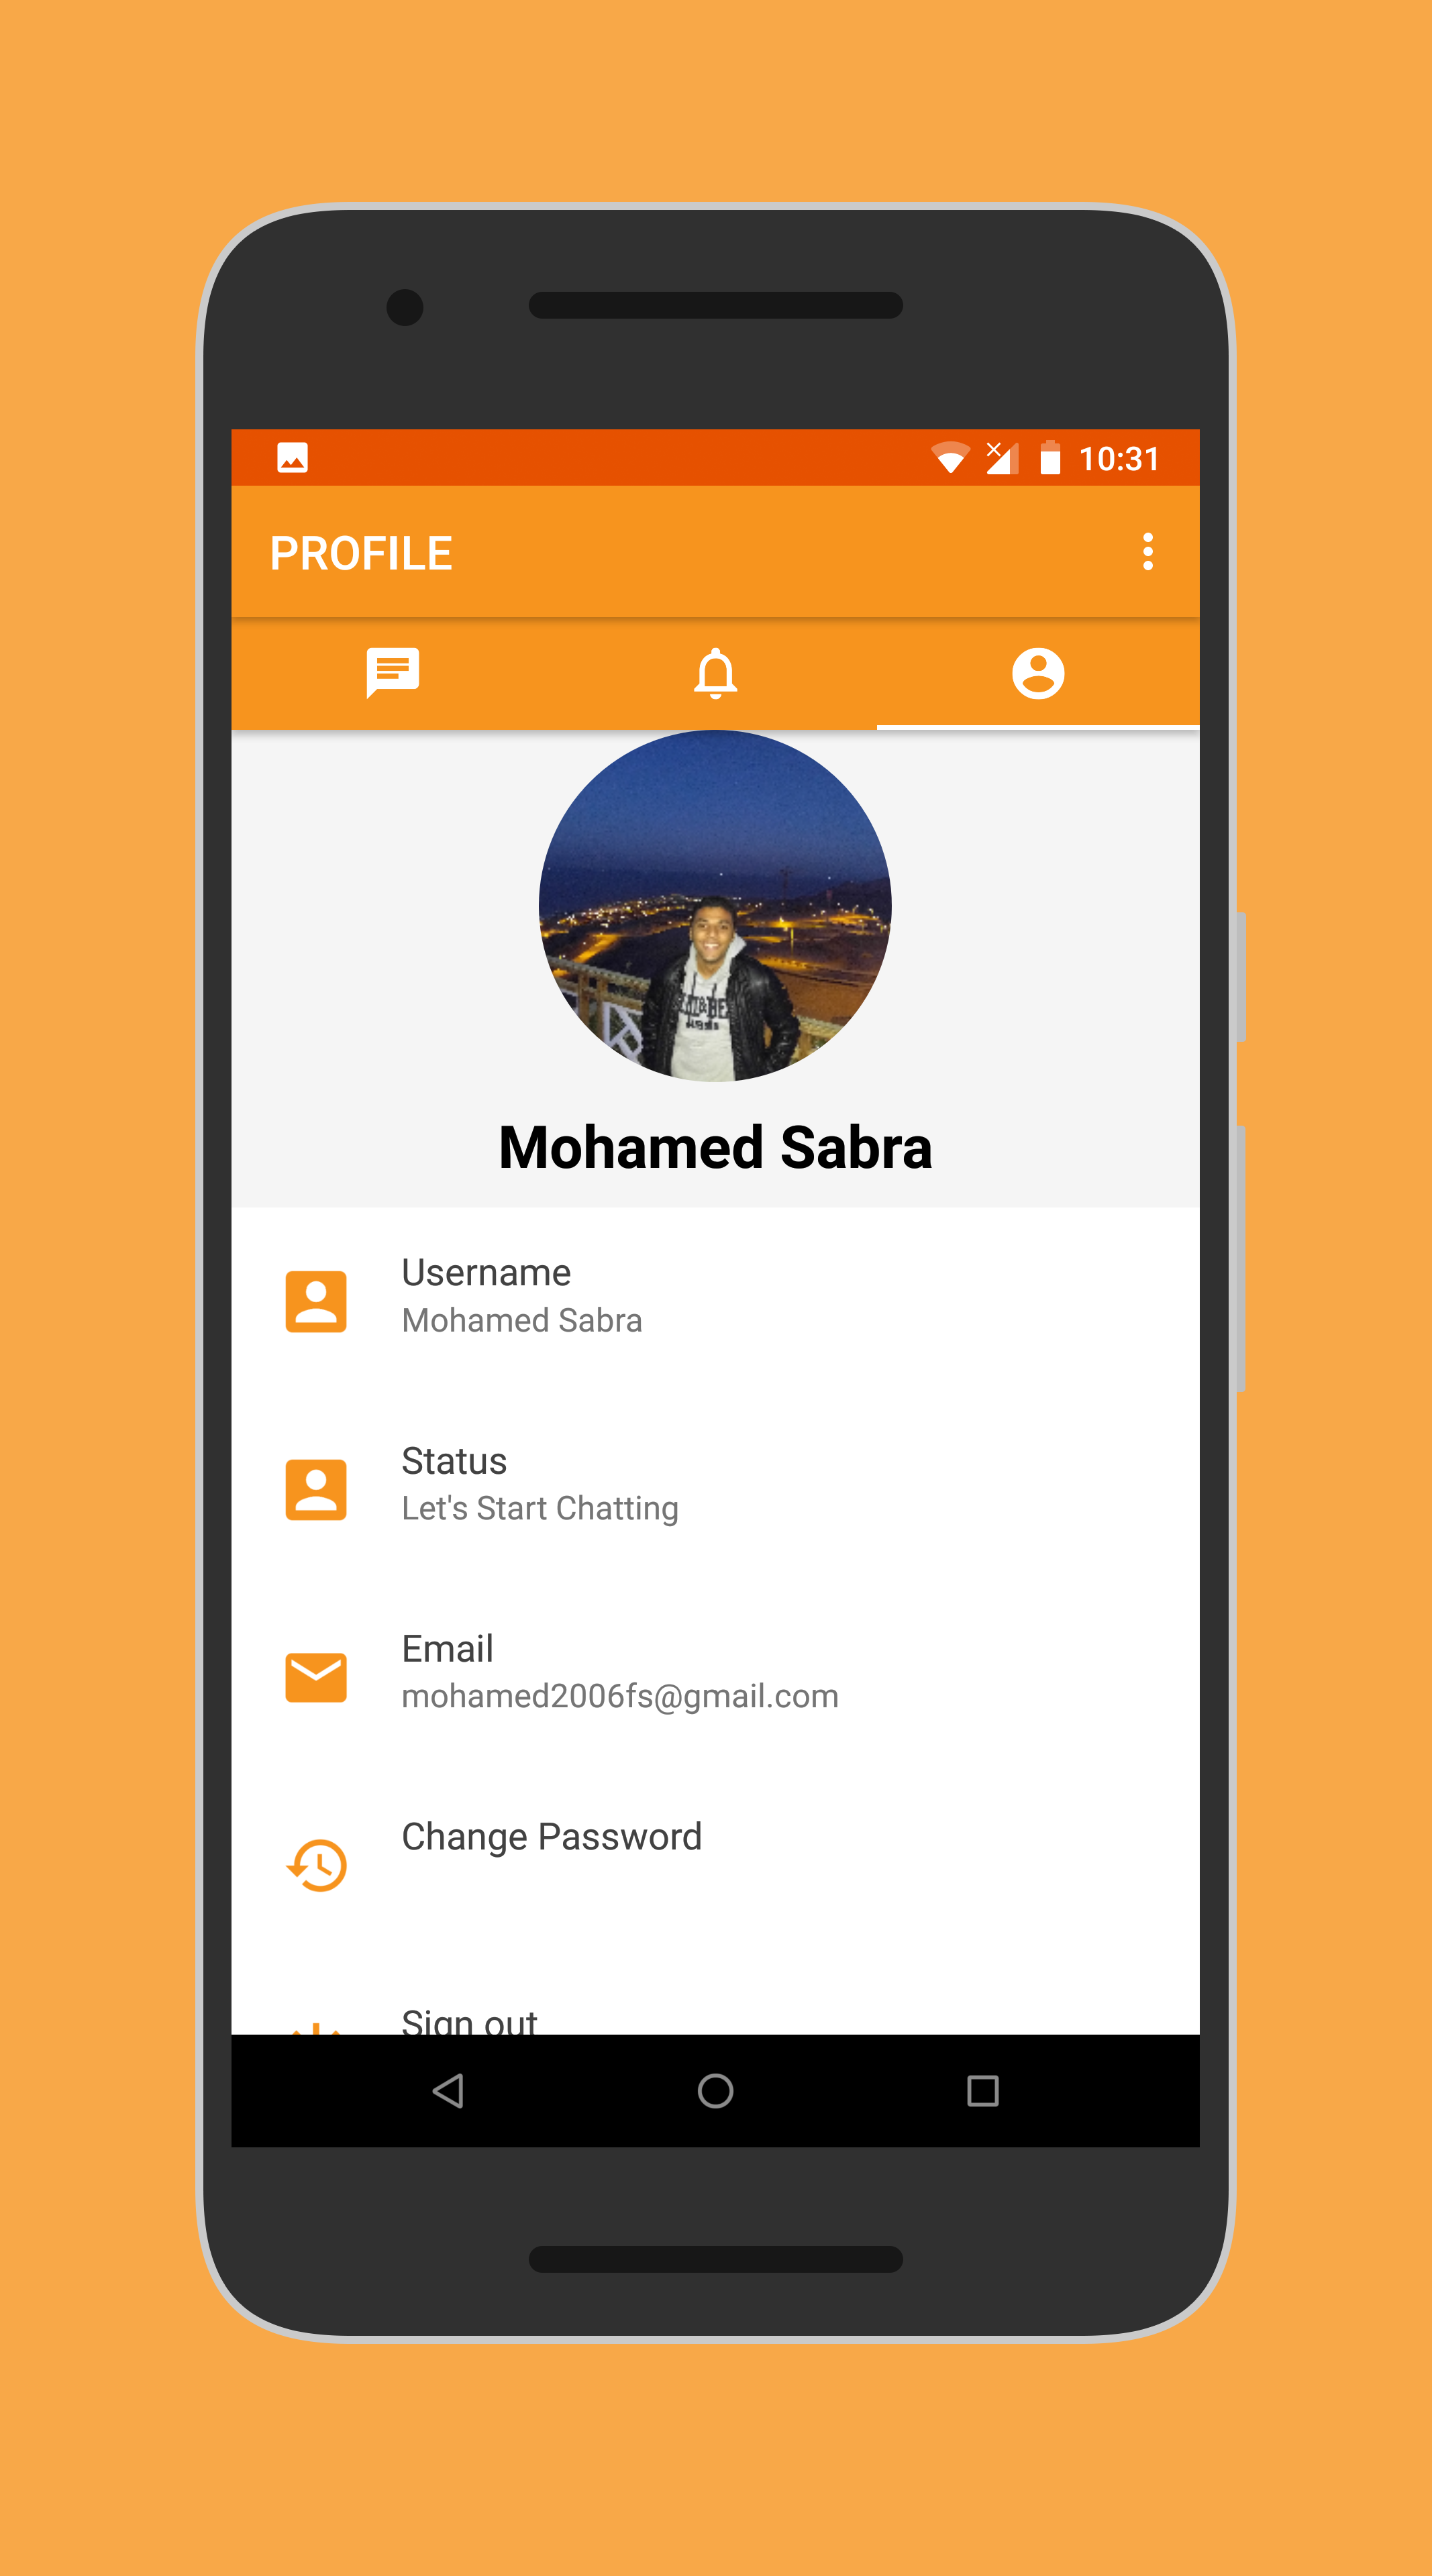 10:31
PROFILE
Mohamed Sabra
Username
Mohamed Sabra
Status
Let's Start Chatting
Email
mohamed2006fs@gmail.com
Change Password
Sign out